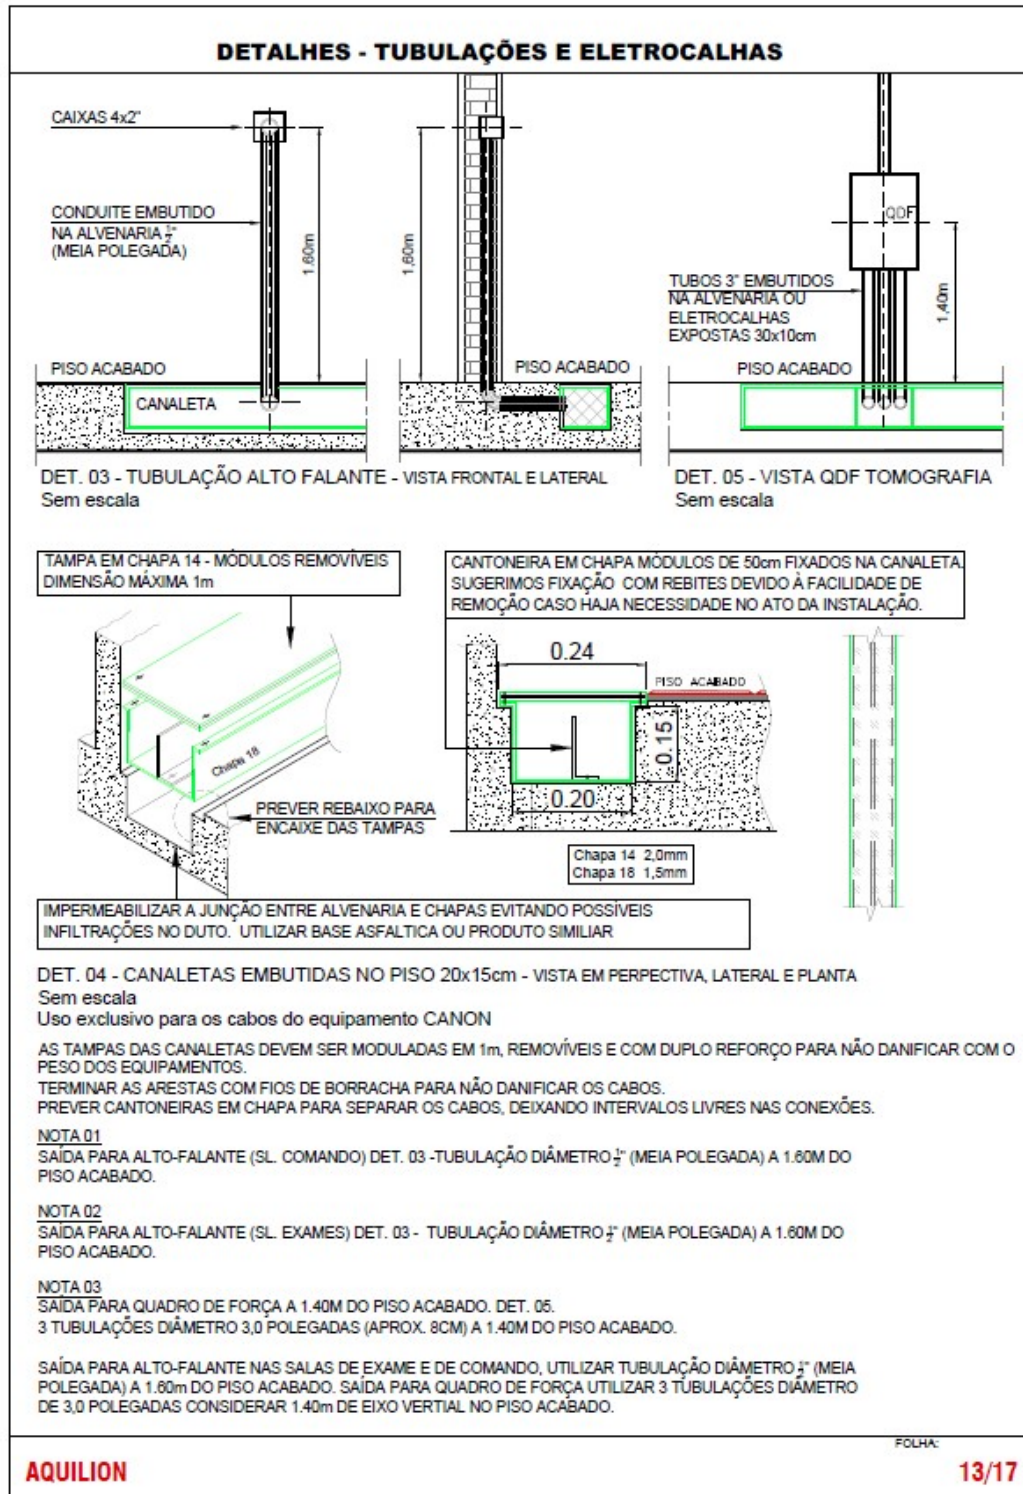 DETALHES - TUBULAÇÕES E ELETROCALHAS
CAIXAS 4x2"
CONDUITE EMBUTIDO
NA ALVENARIA ½"
(MEIA POLEGADA)
1,60m
PISO ACABADO
CANALETA
1,60m
PISO ACABADO
DET. 03 - TUBULAÇÃO ALTO FALANTE - VISTA FRONTAL E LATERAL
Sem escala
QDF
TUBOS 3" EMBUTIDOS
NA ALVENARIA OU
ELETROCALHAS
EXPOSTAS 30x10cm
1,40m
PISO ACABADO
DET. 05 - VISTA QDF TOMOGRAFIA
Sem escala
TAMPA EM CHAPA 14 - MÓDULOS REMOVÍVEIS
DIMENSÃO MÁXIMA 1m
Chapa 18
PREVER REBAIXO PARA
ENCAIXE DAS TAMPAS
CANTONEIRA EM CHAPA MÓDULOS DE 50cm FIXADOS NA CANALETA.
SUGERIMOS FIXAÇÃO COM REBITES DEVIDO À FACILIDADE DE
REMOÇÃO CASO HAJA NECESSIDADE NO ATO DA INSTALAÇÃO.
0.24
PISO ACABADO
0.15
0.20
Chapa 14 2,0mm
Chapa 18 1,5mm
IMPERMEABILIZAR A JUNÇÃO ENTRE ALVENARIA E CHAPAS EVITANDO POSSÍVEIS
INFILTRAÇÕES NO DUTO. UTILIZAR BASE ASFALTICA OU PRODUTO SIMILIAR
DET. 04 - CANALETAS EMBUTIDAS NO PISO 20x15cm - VISTA EM PERPECTIVA, LATERAL E PLANTA
Sem escala
Uso exclusivo para os cabos do equipamento CANON
AS TAMPAS DAS CANALETAS DEVEM SER MODULADAS EM 1m, REMOVÍVEIS E COM DUPLO REFORÇO PARA NÃO DANIFICAR COM O
PESO DOS EQUIPAMENTOS.
TERMINAR AS ARESTAS COM FIOS DE BORRACHA PARA NÃO DANIFICAR OS CABOS.
PREVER CANTONEIRAS EM CHAPA PARA SEPARAR OS CABOS, DEIXANDO INTERVALOS LIVRES NAS CONEXÕES.
NOTA 01
SAÍDA PARA ALTO-FALANTE (SL. COMANDO) DET. 03 -TUBULAÇÃO DIÂMETRO ½" (MEIA POLEGADA) A 1.60M DO
PISO ACABADO.
NOTA 02
SAÍDA PARA ALTO-FALANTE (SL. EXAMES) DET. 03 - TUBULAÇÃO DIÂMETRO ½" (MEIA POLEGADA) A 1.60M DO
PISO ACABADO.
NOTA 03
SAÍDA PARA QUADRO DE FORÇA A 1.40M DO PISO ACABADO. DET. 05.
3 TUBULAÇÕES DIÂMETRO 3,0 POLEGADAS (APROX. 8CM) A 1.40M DO PISO ACABADO.
SAÍDA PARA ALTO-FALANTE NAS SALAS DE EXAME E DE COMANDO, UTILIZAR TUBULAÇÃO DIÂMETRO ½" (MEIA
POLEGADA) A 1.60m DO PISO ACABADO. SAÍDA PARA QUADRO DE FORÇA UTILIZAR 3 TUBULAÇÕES DIÂMETRO
DE 3,0 POLEGADAS CONSIDERAR 1.40m DE EIXO VERTIAL NO PISO ACABADO.
FOLHA:
AQUILION
13/17